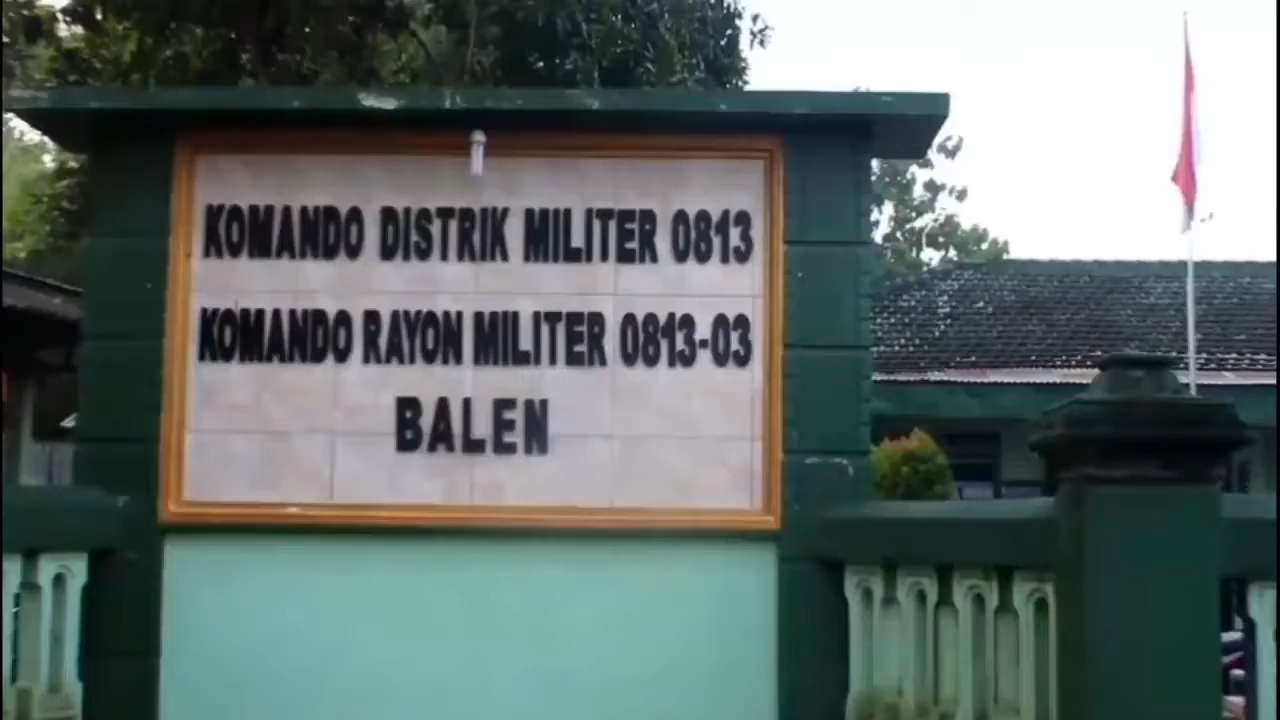 KOMANDO DISTRIK MILITER 0813
KOMANDO RAYON MILITER 0813-03
BALEN